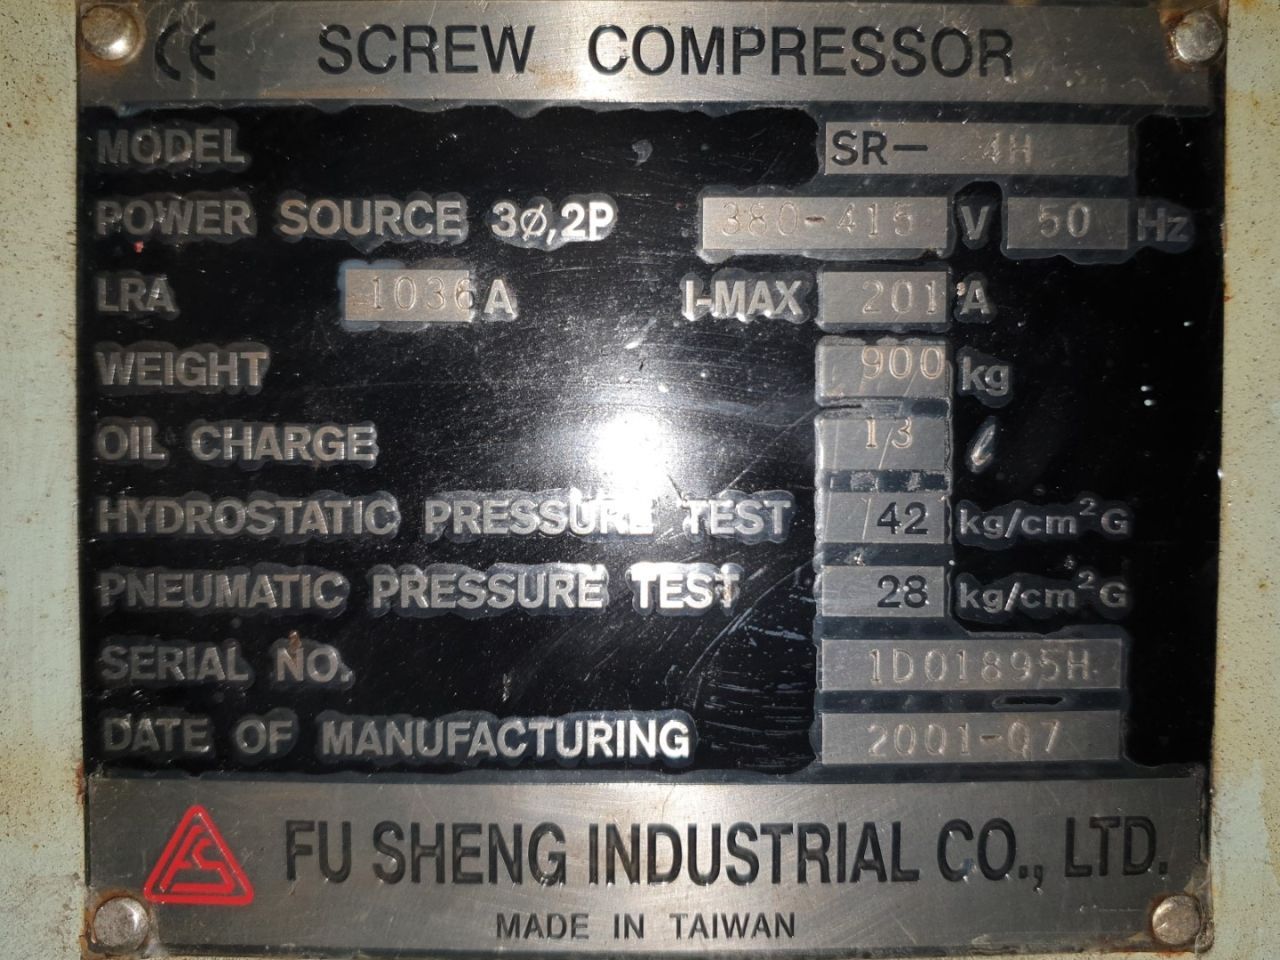 CE SCREW COMPRESSOR
MODEL SR- 4H
POWER SOURCE 3ø,2P 380-415 V 50 Hz
LRA 1036 A I-MAX 201 A
WEIGHT 900 kg
OIL CHARGE 13 ℓ
HYDROSTATIC PRESSURE TEST 42 kg/cm²G
PNEUMATIC PRESSURE TEST 28 kg/cm²G
SERIAL NO. 1D01895H
DATE OF MANUFACTURING 2001-07
FU SHENG INDUSTRIAL CO., LTD.
MADE IN TAIWAN